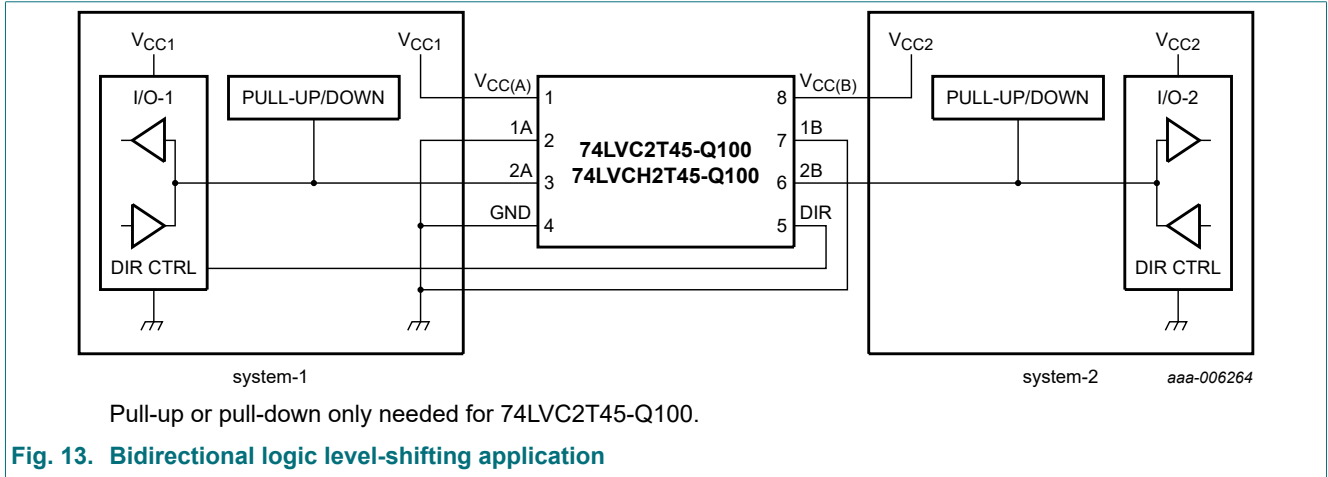 VCC1
VCC1
VCC2
VCC2
I/O-1
PULL-UP/DOWN
VCC(A)
1
8
VCC(B)
PULL-UP/DOWN
I/O-2
1A
2
74LVC2T45-Q100
7
1B
2A
3
74LVCH2T45-Q100
6
2B
GND
4
5
DIR
DIR CTRL
DIR CTRL
system-1
system-2
aaa-006264
Pull-up or pull-down only needed for 74LVC2T45-Q100.
Fig. 13. Bidirectional logic level-shifting application